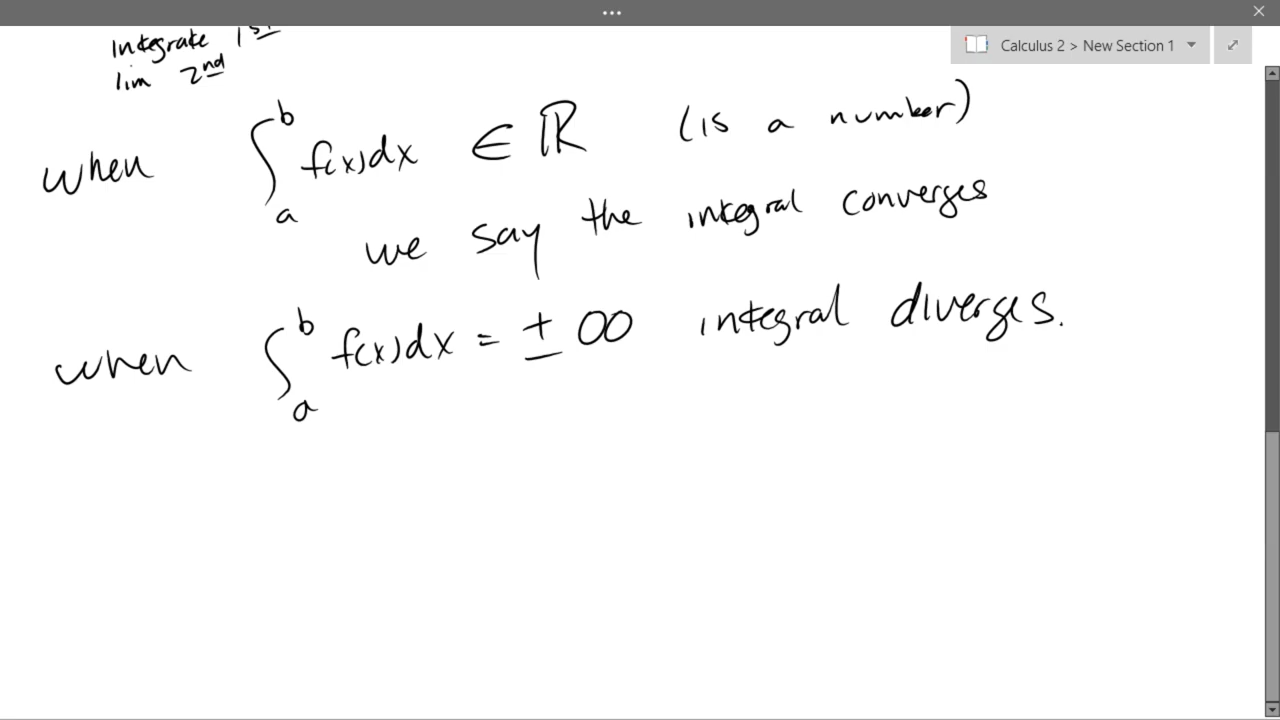 Calculus 2 > New Section 1
Integrate 1st
lim 2nd
when ∫_a^b f(x)dx ∈ ℝ (is a number)
we say the integral converges
when ∫_a^b f(x)dx = ± ∞ integral diverges.